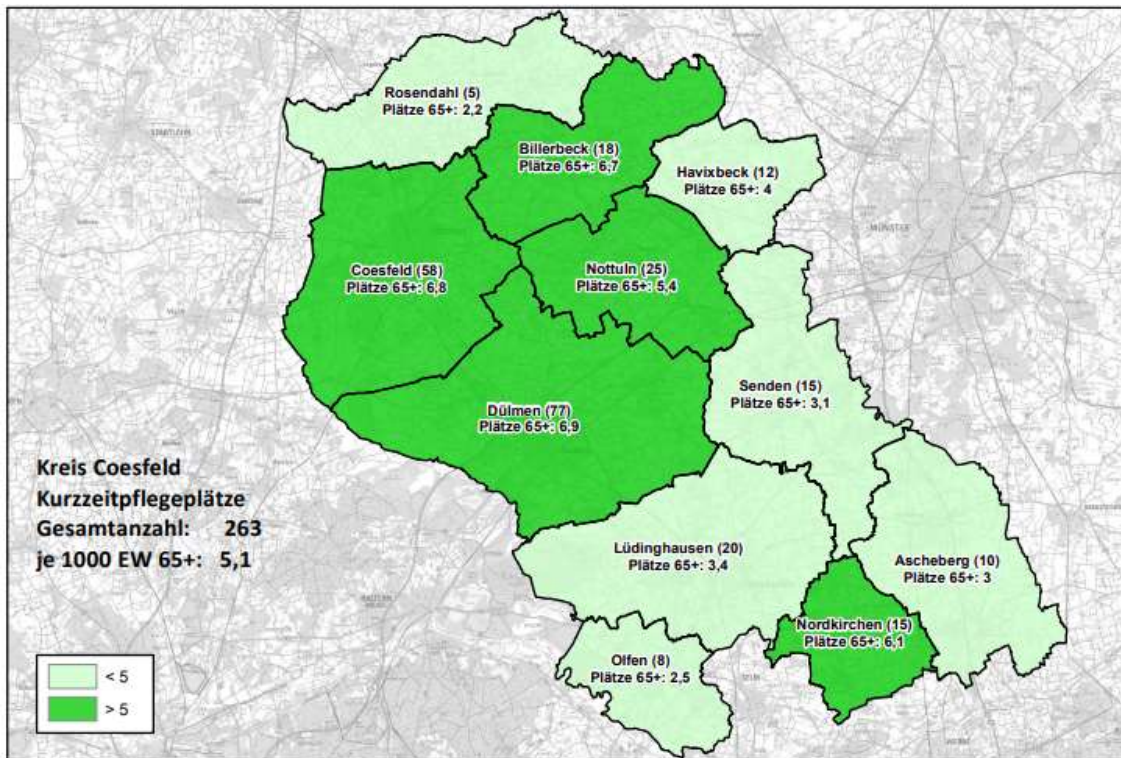 Rosendahl (5)
Plätze 65+: 2,2
Billerbeck (18)
Plätze 65+: 6,7
Havixbeck (12)
Plätze 65+: 4
MÜNSTER
Coesfeld (58)
Plätze 65+: 6,8
Nottuln (25)
Plätze 65+: 5,4
Senden (15)
Plätze 65+: 3,1
Dülmen (77)
Plätze 65+: 6,9
Kreis Coesfeld
Kurzzeitpflegeplätze
Gesamtanzahl: 263
je 1000 EW 65+: 5,1
Lüdinghausen (20)
Plätze 65+: 3,4
Ascheberg (10)
Plätze 65+: 3
Nordkirchen (15)
Plätze 65+: 6,1
Olfen (8)
Plätze 65+: 2,5
< 5
> 5